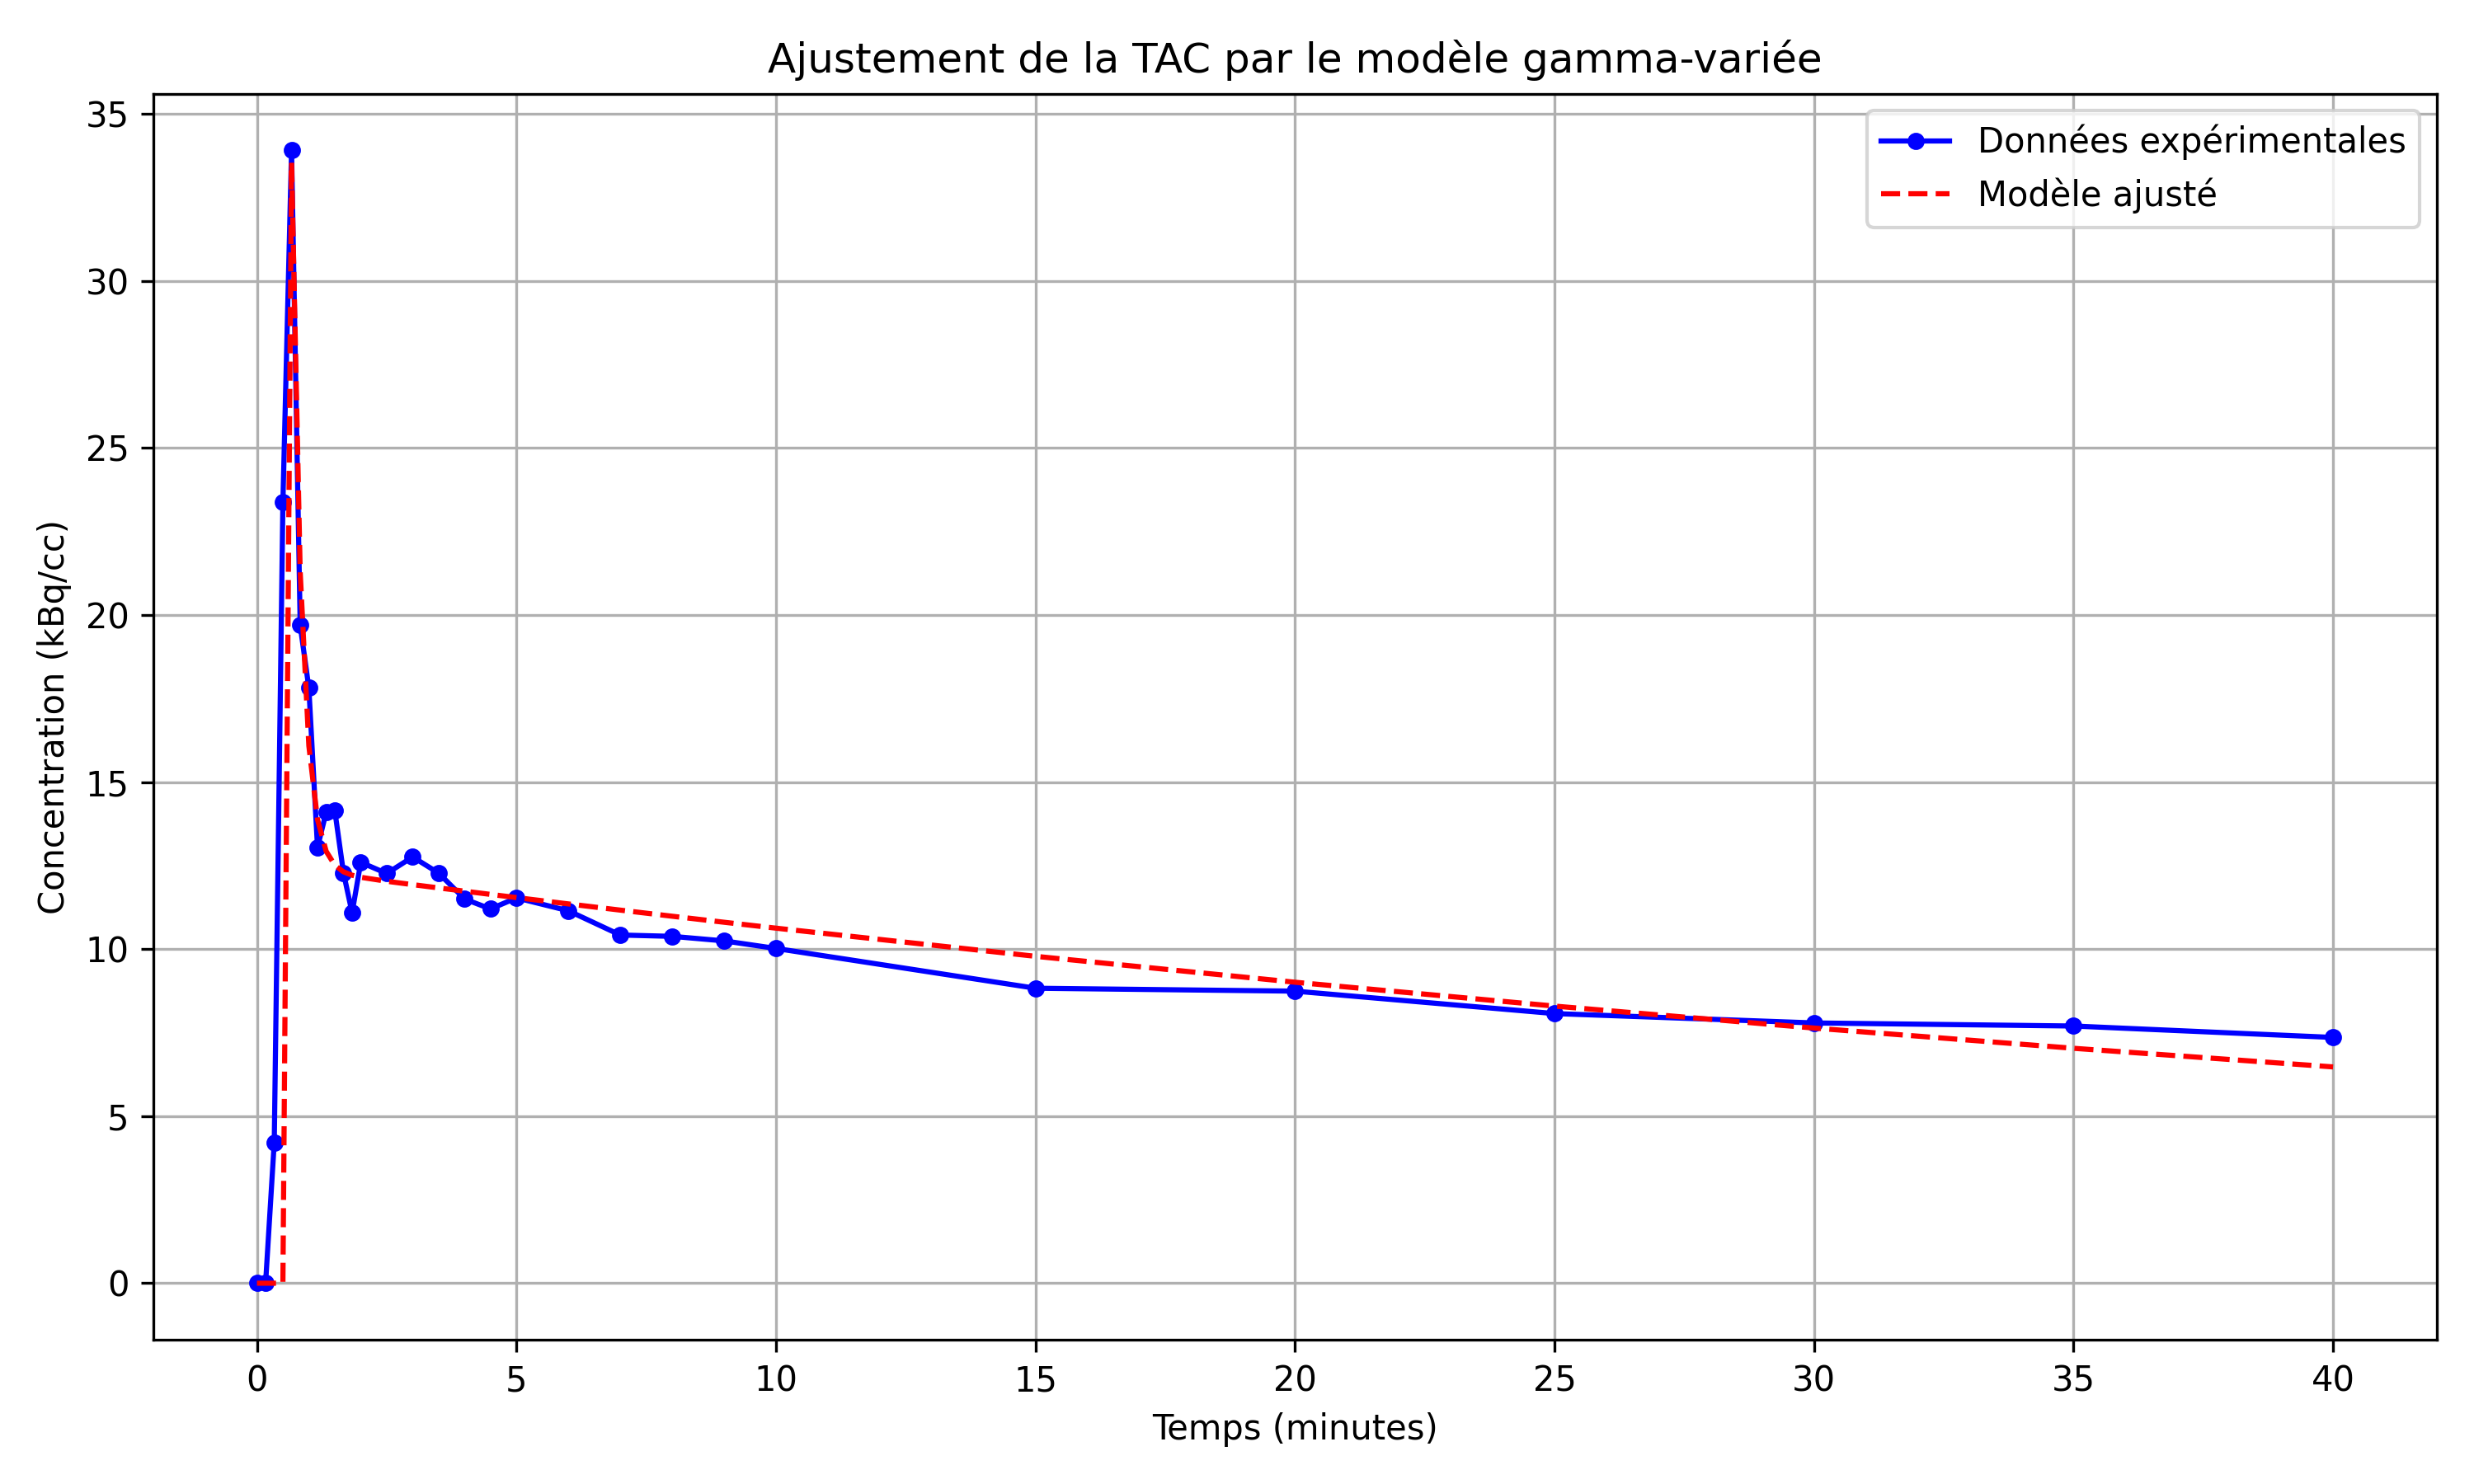 Ajustement de la TAC par le modèle gamma-variée
Données expérimentales
Modèle ajusté
Concentration (kBq/cc)
35
30
25
20
15
10
5
0
0 5 10 15 20 25 30 35 40
Temps (minutes)